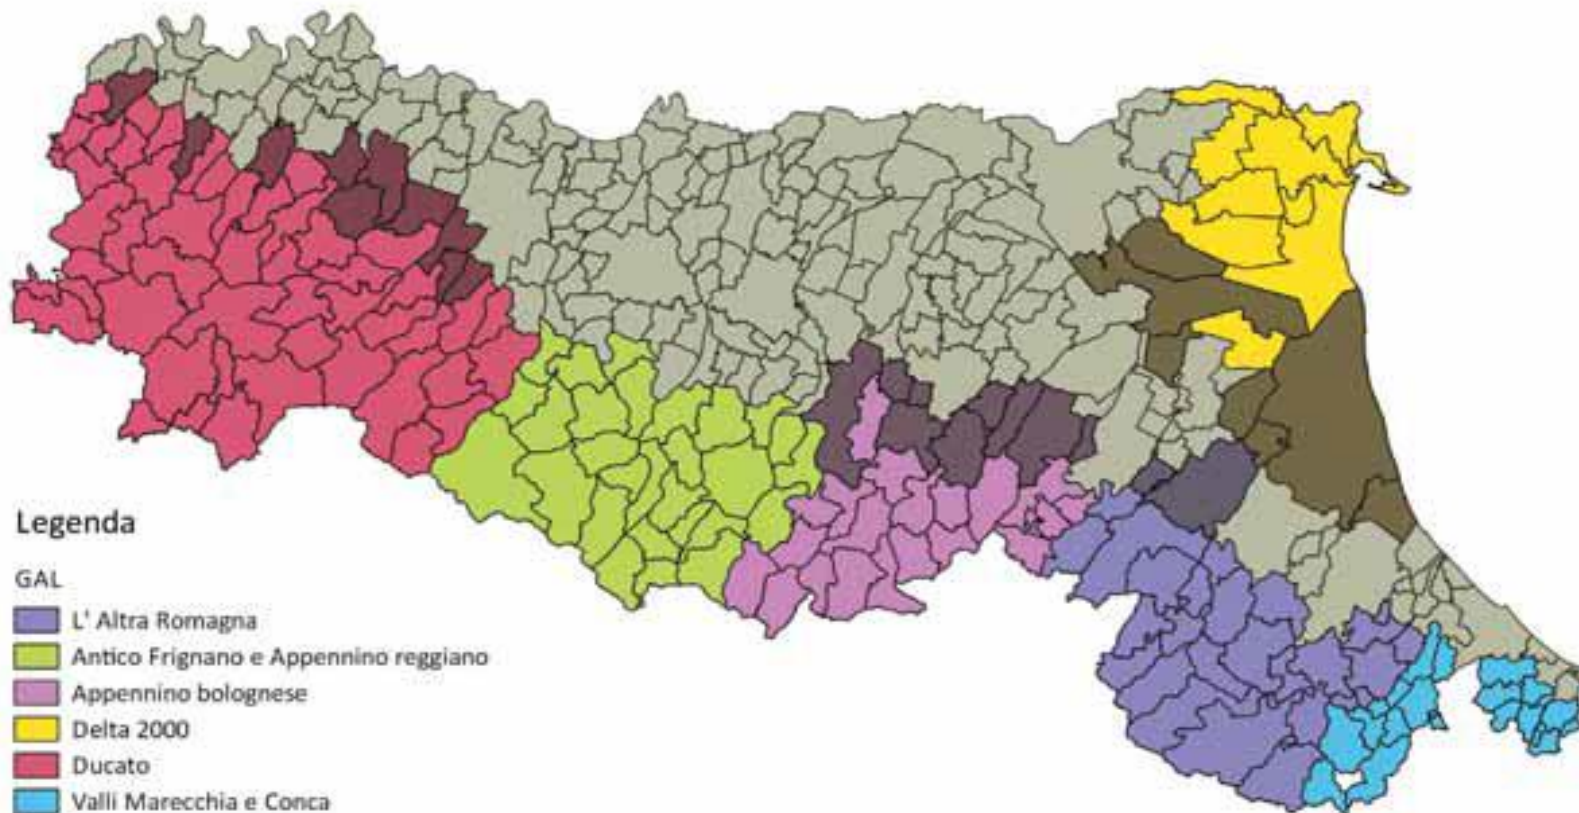 Legenda
GAL
L' Altra Romagna
Antico Frignano e Appennino reggiano
Appennino bolognese
Delta 2000
Ducato
Valli Marecchia e Conca